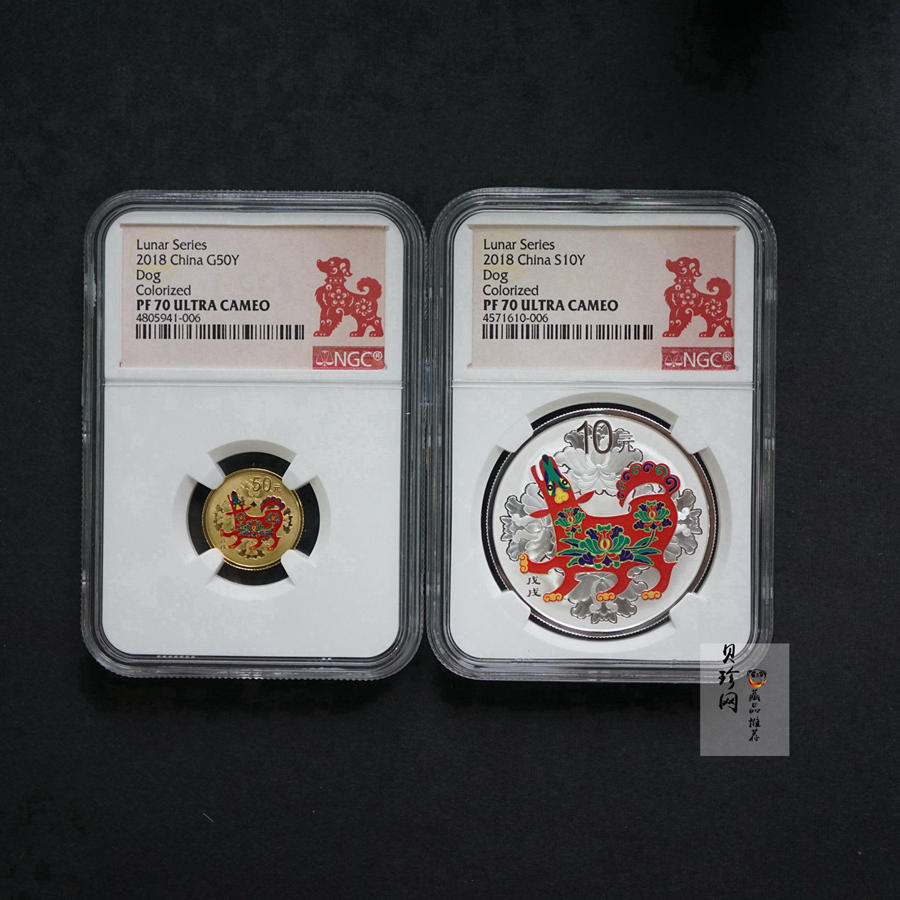 Lunar Series
2018 China G50Y
Dog
Colorized
PF 70 ULTRA CAMEO
4805941-006
NGC®
50元
Lunar Series
2018 China S10Y
Dog
Colorized
PF 70 ULTRA CAMEO
4571610-006
NGC®
10元
戊
戌
贝珍网
藏品推荐